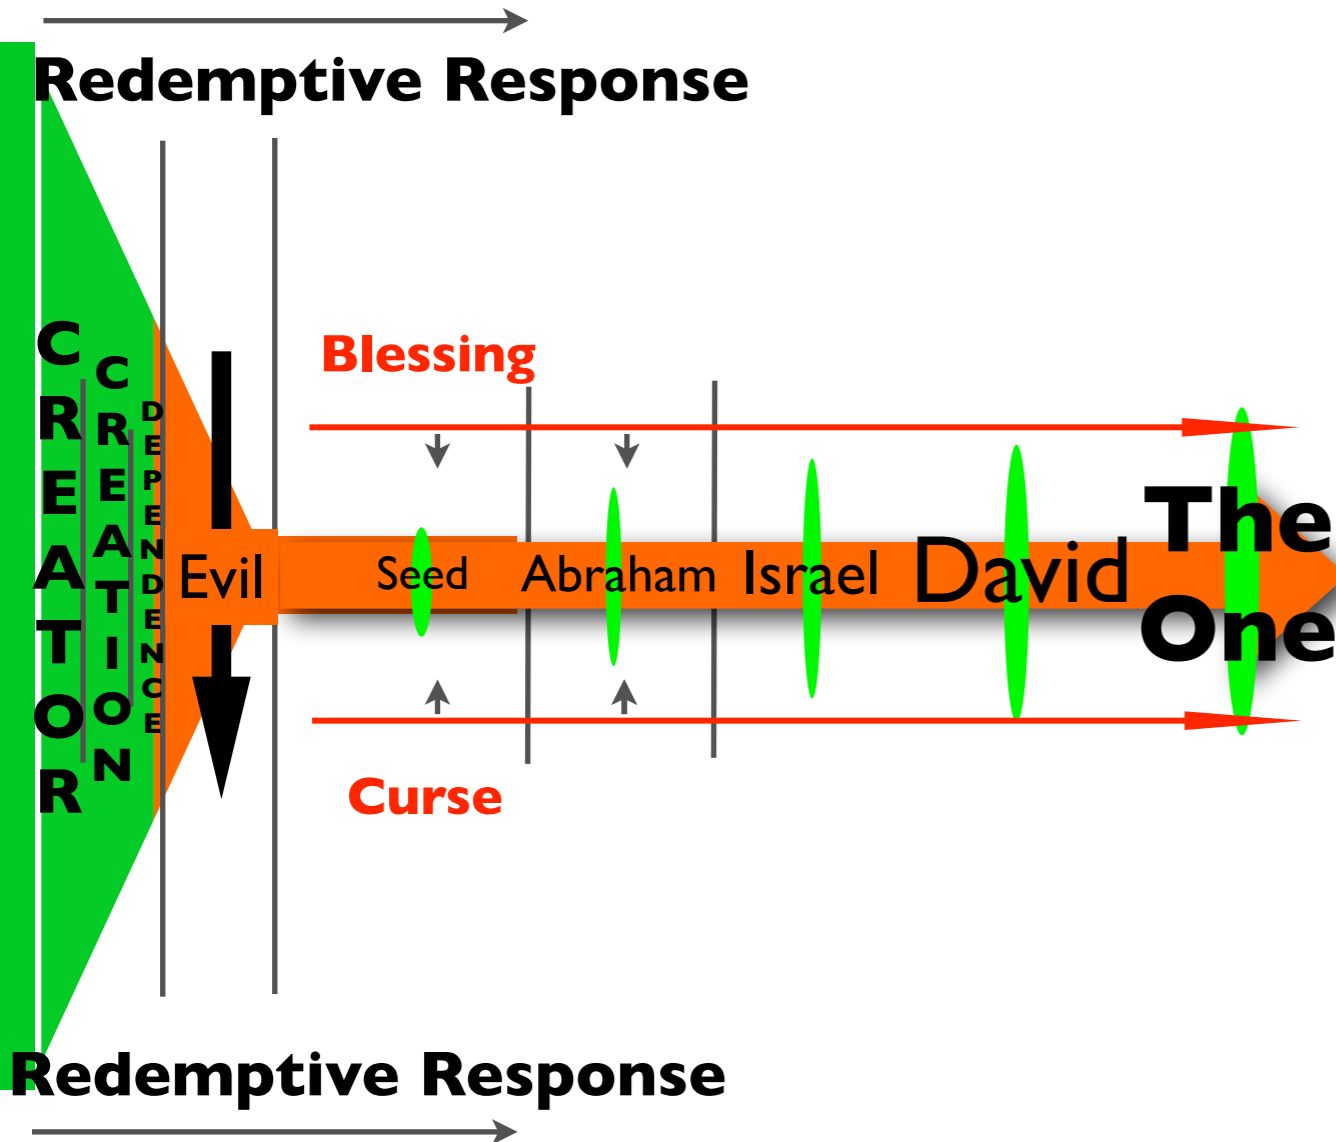 Redemptive Response
CREATOR
CREATION
DEPENDENCE
Blessing
Evil
Seed
Abraham
Israel
David
The
One
Curse
Redemptive Response